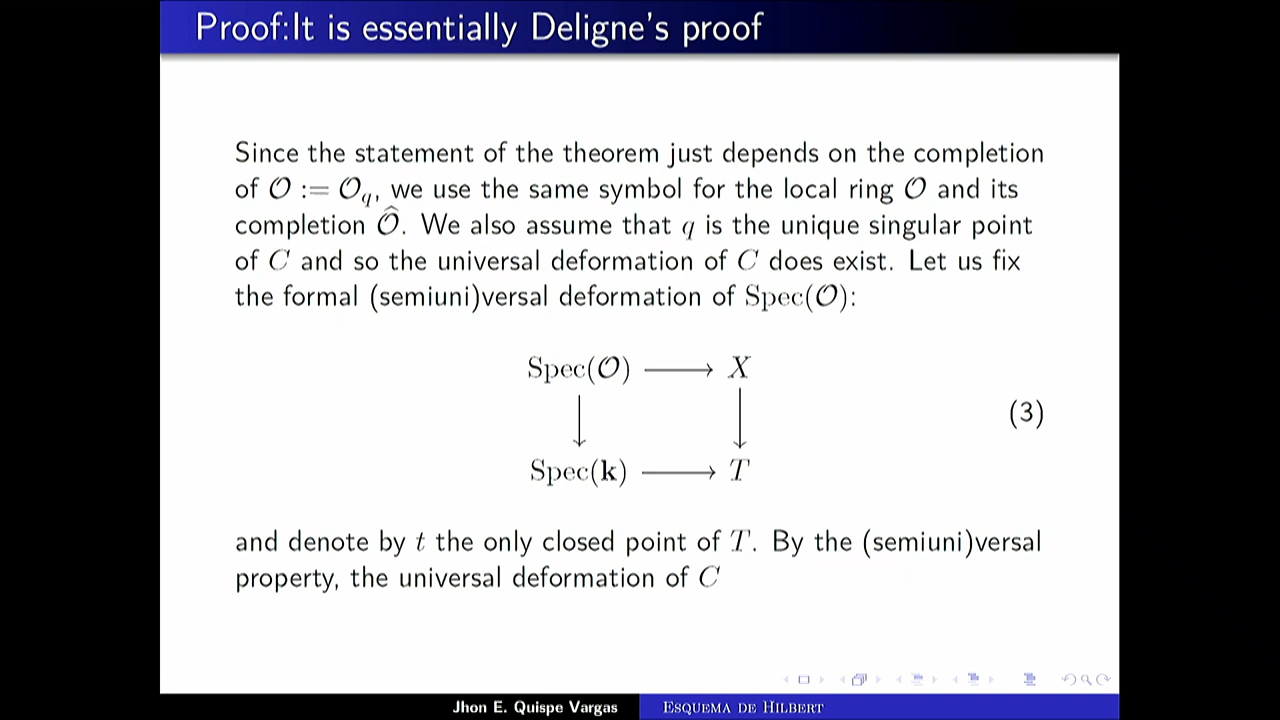 Proof:It is essentially Deligne's proof
Since the statement of the theorem just depends on the completion
of 𝒪 := 𝒪_q, we use the same symbol for the local ring 𝒪 and its
completion 𝒪̂. We also assume that q is the unique singular point
of C and so the universal deformation of C does exist. Let us fix
the formal (semiuni)versal deformation of Spec(𝒪):
Spec(𝒪) ⟶ X
(3)
Spec(𝐤) ⟶ T
and denote by t the only closed point of T. By the (semiuni)versal
property, the universal deformation of C
Jhon E. Quispe Vargas
Esquema de Hilbert